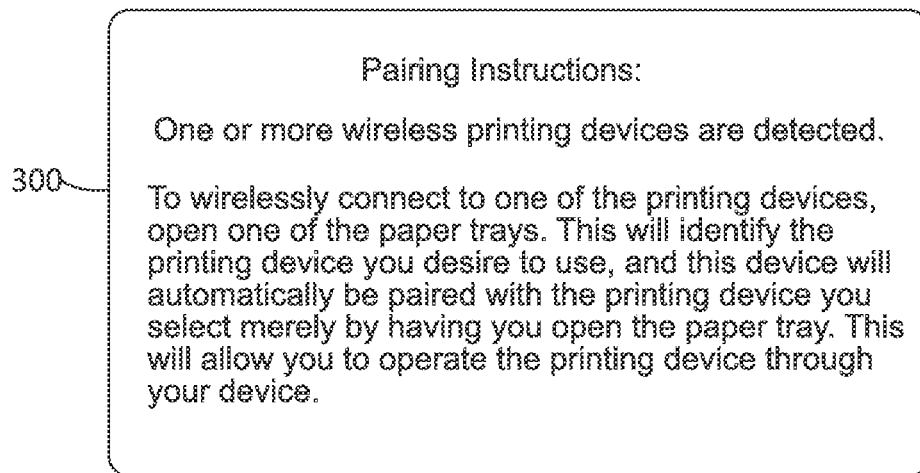 Pairing Instructions:
One or more wireless printing devices are detected.
300
To wirelessly connect to one of the printing devices,
open one of the paper trays. This will identify the
printing device you desire to use, and this device will
automatically be paired with the printing device you
select merely by having you open the paper tray. This
will allow you to operate the printing device through
your device.